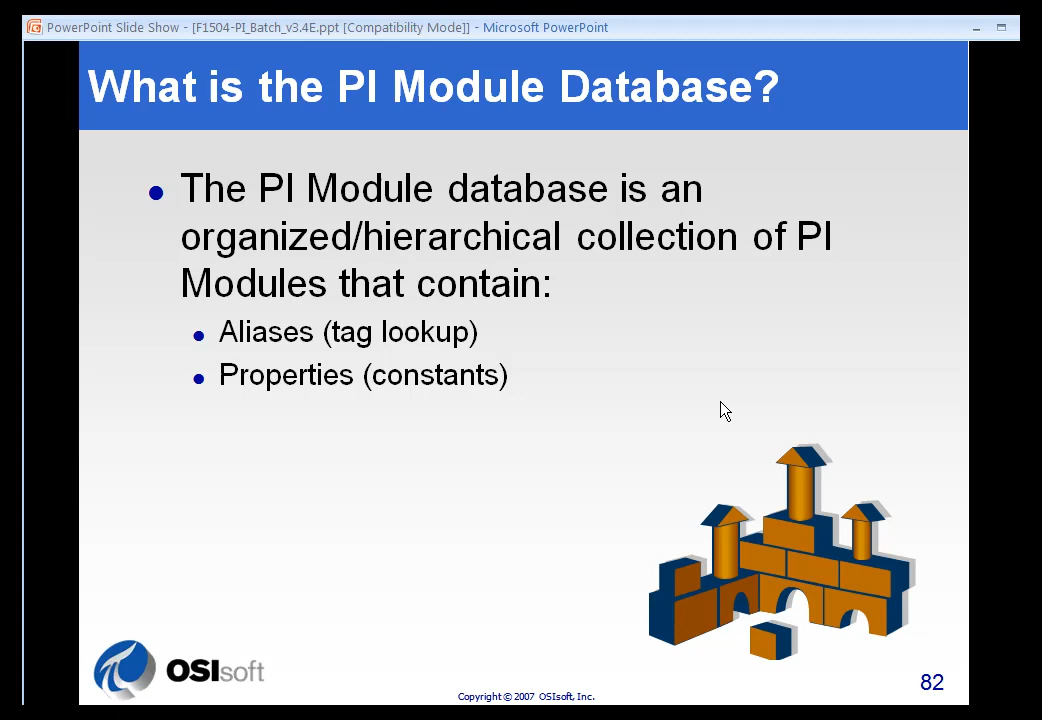 PowerPoint Slide Show - [F1504-PI_Batch_v3.4E.ppt [Compatibility Mode]] - Microsoft PowerPoint
What is the PI Module Database?
The PI Module database is an
organized/hierarchical collection of PI
Modules that contain:
Aliases (tag lookup)
Properties (constants)
OSIsoft
Copyright © 2007 OSIsoft, Inc.
82